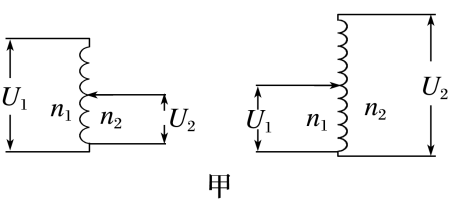 U₁ n₁ n₂ U₂
U₁ n₁ n₂ U₂
甲